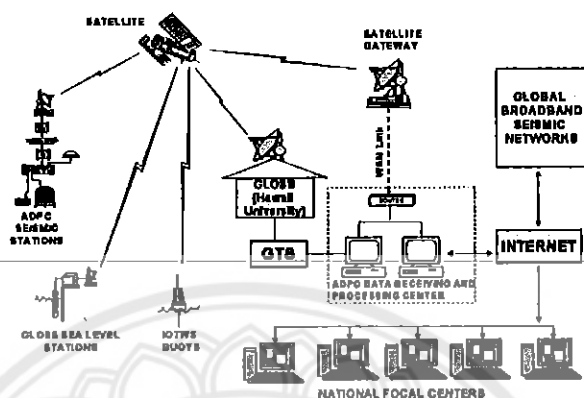 SATELLITE
SATELLITE
GATEWAY
GLOBAL
BROADBAND
SEISMIC
NETWORKS
ADPC
SEISMIC
STATIONS
GLOSS
(Hawaii
University)
ROUTER
GTS
INTERNET
ADPC DATA RECEIVING AND
PROCESSING CENTER
GLOSS SEA LEVEL
STATIONS
IOTWS
BUOYS
NATIONAL FOCAL CENTERS